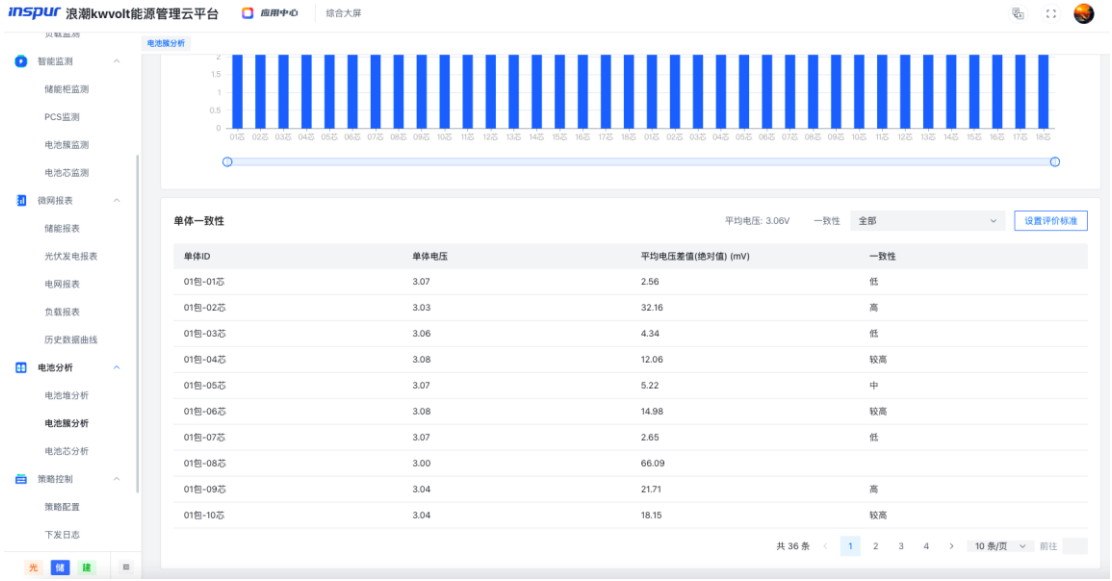 inspur 浪潮kwvolt能源管理云平台 应用中心 综合大屏
负载监测
智能监测
储能柜监测
PCS监测
电池簇监测
电池芯监测
微网报表
储能报表
光伏发电报表
电网报表
负载报表
历史数据曲线
电池分析
电池堆分析
电池簇分析
电池芯分析
策略控制
策略配置
下发日志
光 储 建
电池簇分析
2
1.5
1
0.5
0
01芯 02芯 03芯 04芯 05芯 06芯 07芯 08芯 09芯 10芯 11芯 12芯 13芯 14芯 15芯 16芯 17芯 18芯 01芯 02芯 03芯 04芯 05芯 06芯 07芯 08芯 09芯 10芯 11芯 12芯 13芯 14芯 15芯 16芯 17芯 18芯
单体一致性 平均电压: 3.06V 一致性 全部 设置评价标准
单体ID 单体电压 平均电压差值(绝对值) (mV) 一致性
01包-01芯 3.07 2.56 低
01包-02芯 3.03 32.16 高
01包-03芯 3.06 4.34 低
01包-04芯 3.08 12.06 较高
01包-05芯 3.07 5.22 中
01包-06芯 3.08 14.98 较高
01包-07芯 3.07 2.65 低
01包-08芯 3.00 66.09
01包-09芯 3.04 21.71 高
01包-10芯 3.04 18.15 较高
共 36 条 1 2 3 4 10 条/页 前往